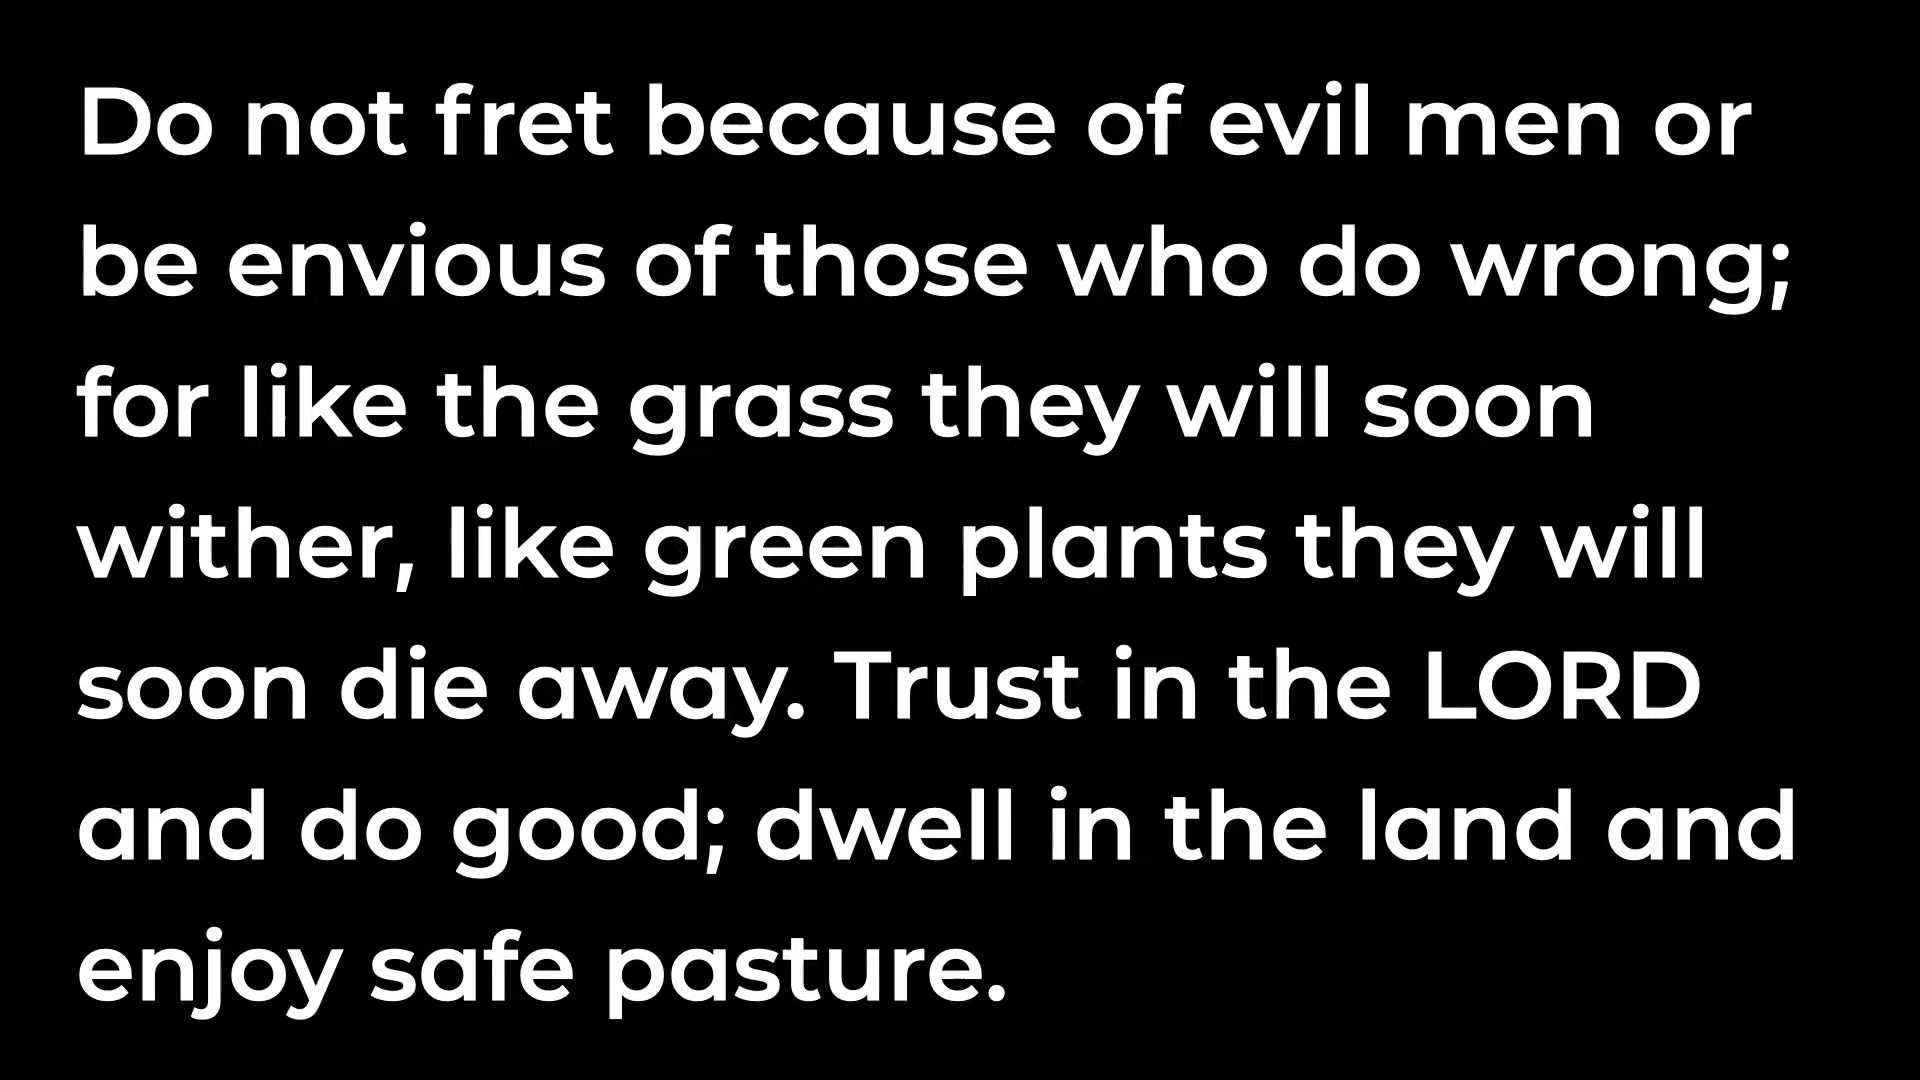 Do not fret because of evil men or
be envious of those who do wrong;
for like the grass they will soon
wither, like green plants they will
soon die away. Trust in the LORD
and do good; dwell in the land and
enjoy safe pasture.